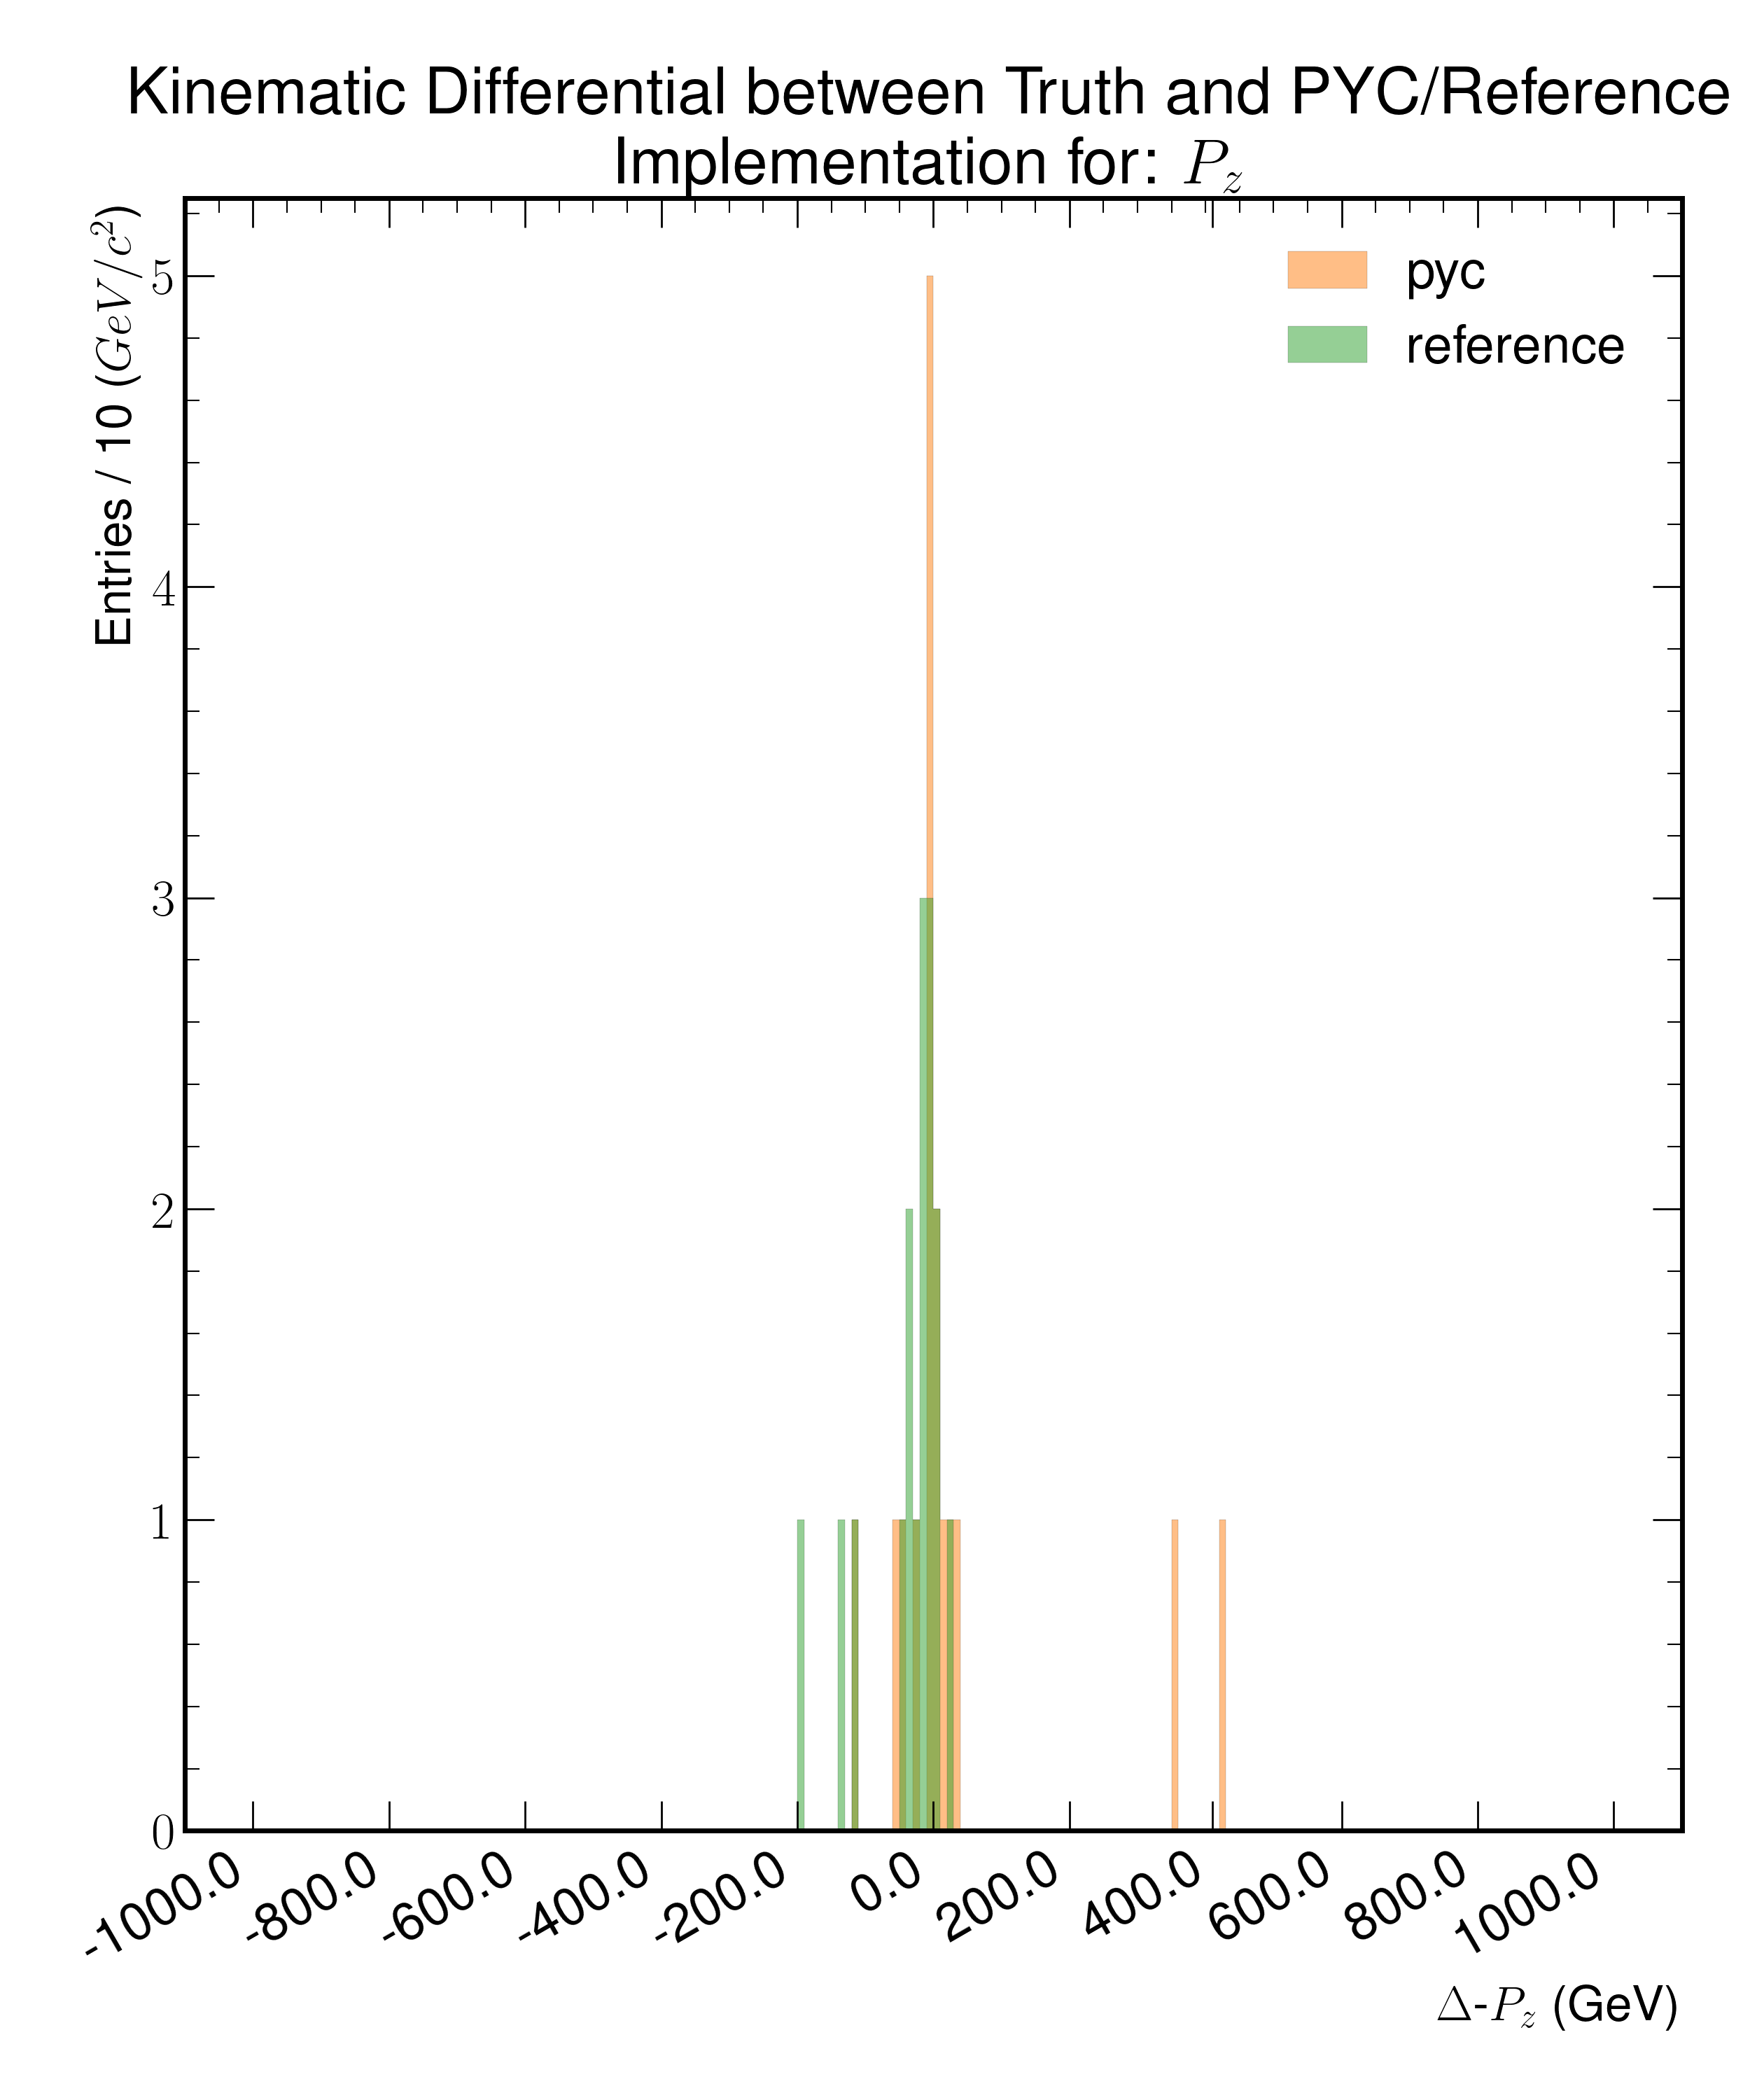 Kinematic Differential between Truth and PYC/Reference
Implementation for: $P_z$
Entries / 10 ($GeV/c^2$)
pyc
reference
5
4
3
2
1
0
-1000.0
-800.0
-600.0
-400.0
-200.0
0.0
200.0
400.0
600.0
800.0
1000.0
$\Delta$-$P_z$ (GeV)